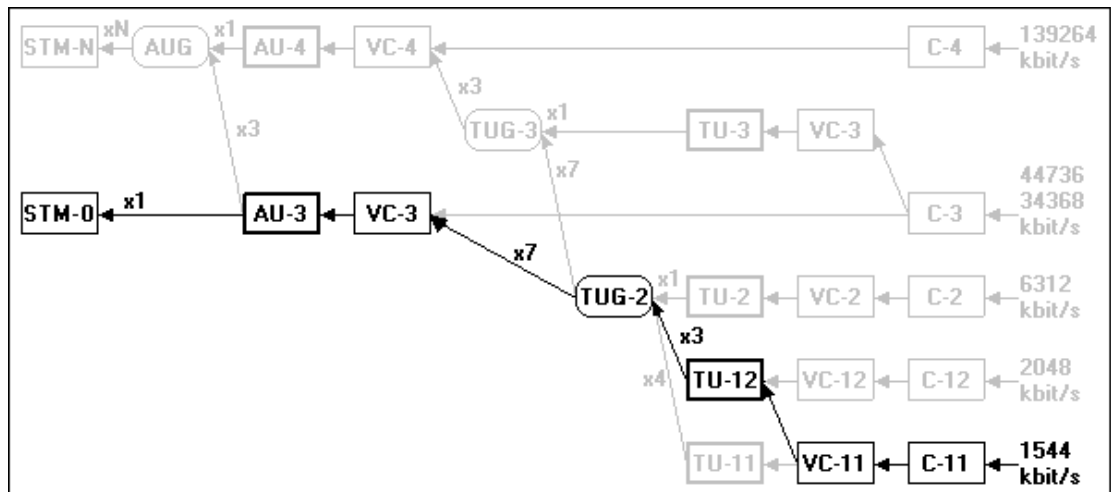 xN x1
STM-N AUG AU-4 VC-4 C-4 139264
kbit/s
x3
x1
TUG-3 TU-3 VC-3
x3
x7
44736
34368
kbit/s
x1
STM-0 AU-3 VC-3 C-3
x7
x1
TUG-2 TU-2 VC-2 C-2 6312
kbit/s
x3
x4 TU-12 VC-12 C-12 2048
kbit/s
TU-11 VC-11 C-11 1544
kbit/s